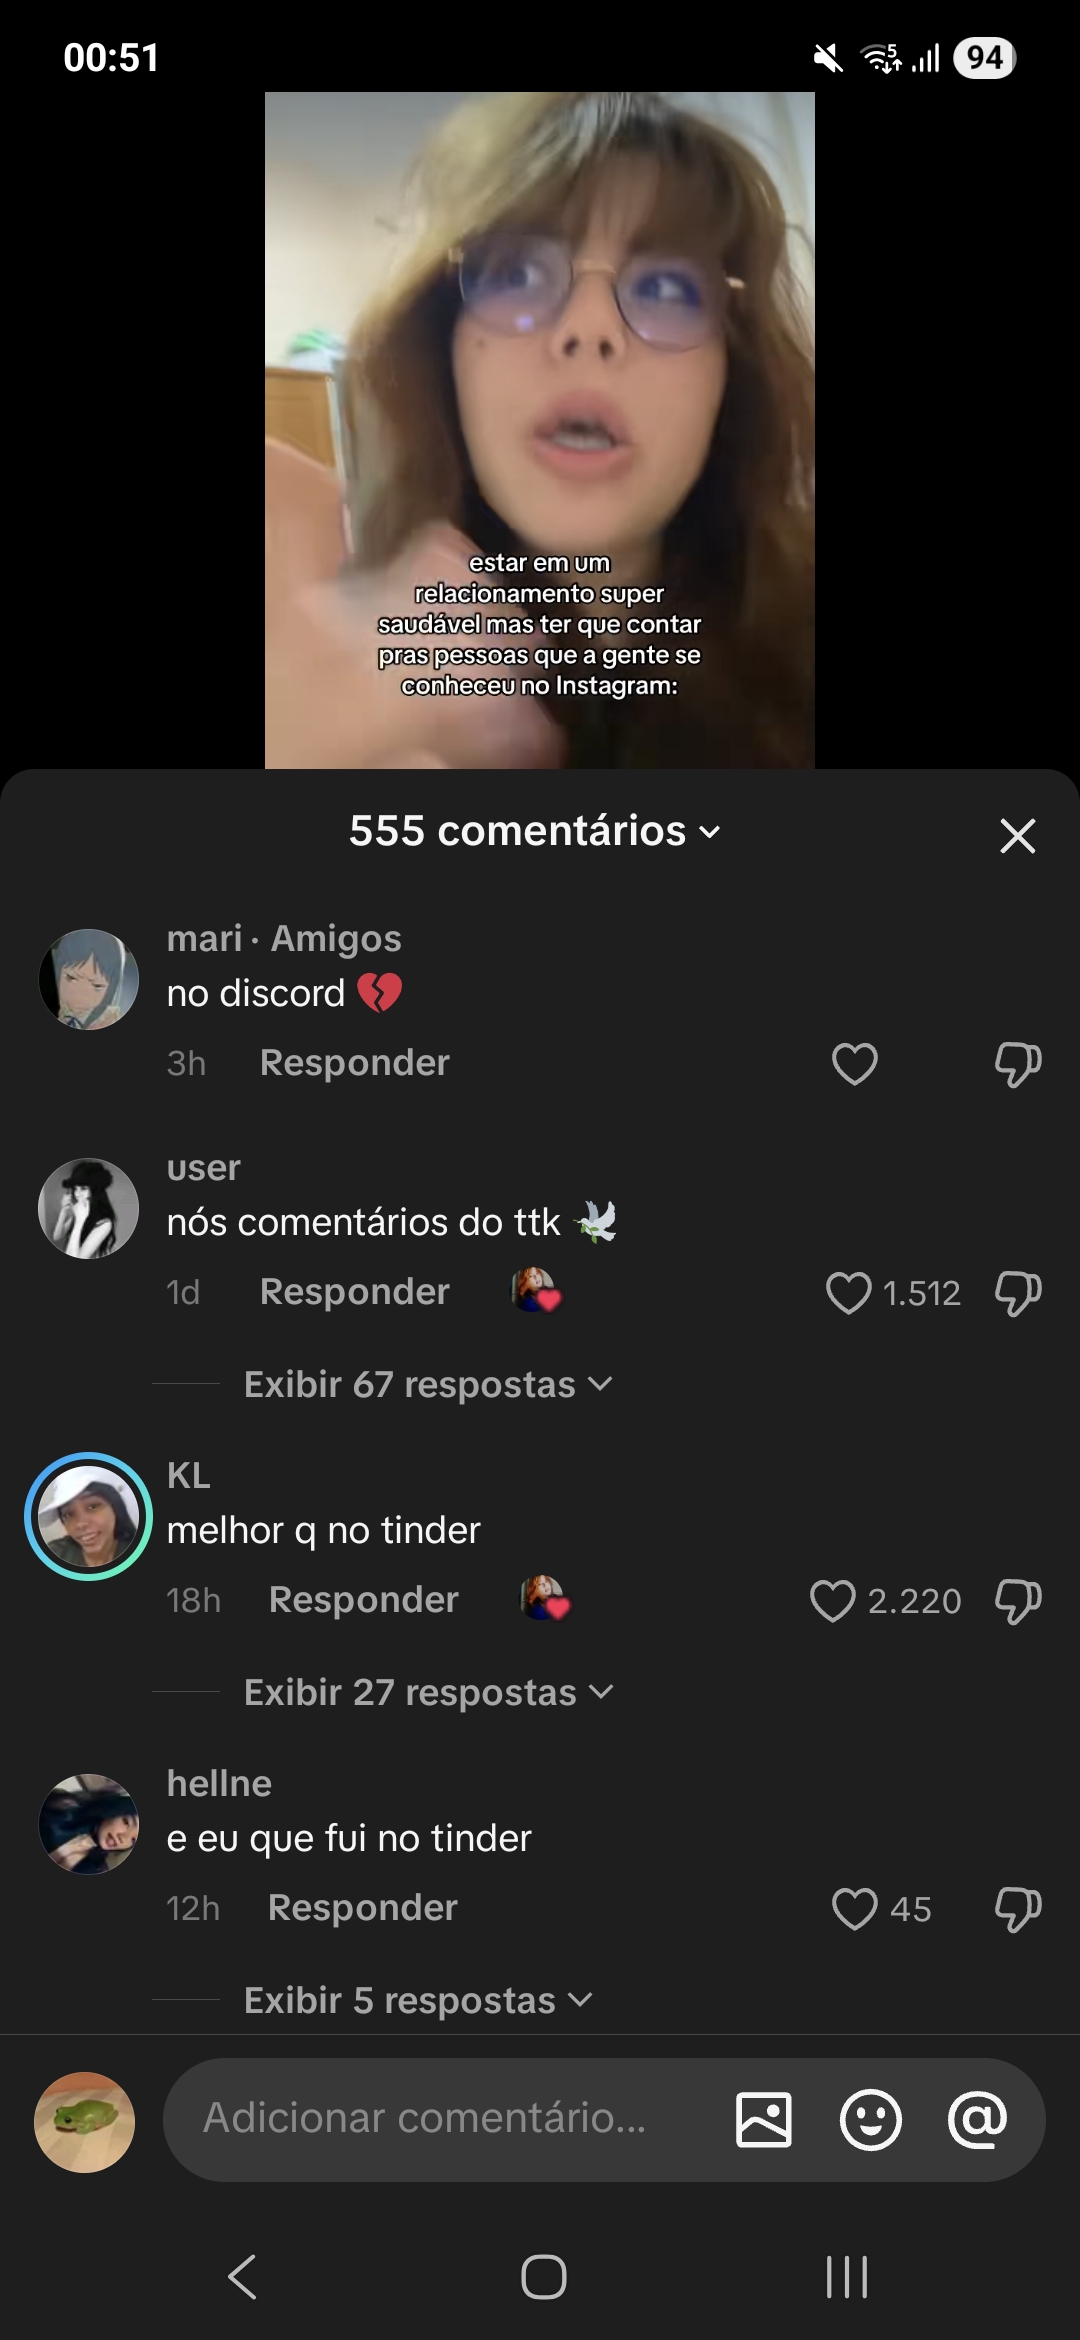 00:51
5
94
estar em um
relacionamento super
saudável mas ter que contar
pras pessoas que a gente se
conheceu no Instagram:
555 comentários
mari · Amigos
no discord 💔
3h Responder
user
nós comentários do ttk 🕊️
1d Responder 1.512
Exibir 67 respostas
KL
melhor q no tinder
18h Responder 2.220
Exibir 27 respostas
hellne
e eu que fui no tinder
12h Responder 45
Exibir 5 respostas
Adicionar comentário...